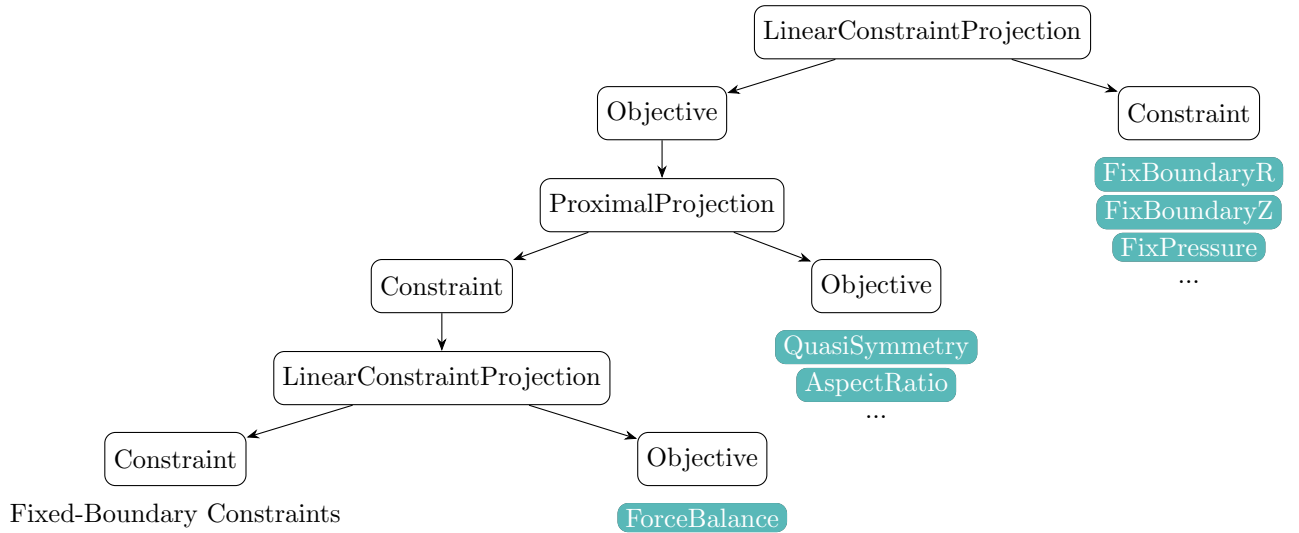 LinearConstraintProjection
Objective
Constraint
FixBoundaryR
FixBoundaryZ
FixPressure
...
ProximalProjection
Constraint
Objective
QuasiSymmetry
AspectRatio
...
LinearConstraintProjection
Constraint
Objective
Fixed-Boundary Constraints
ForceBalance